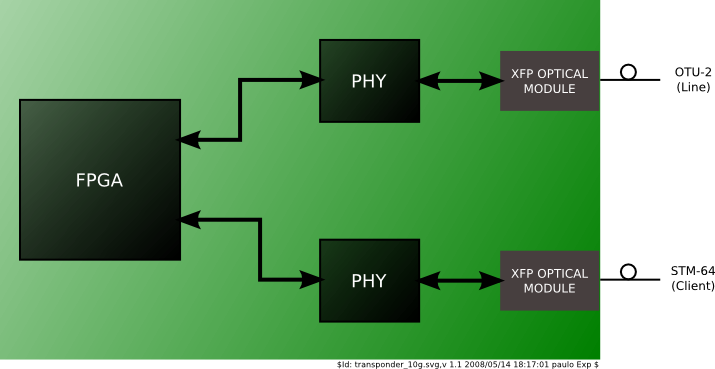 PHY
XFP OPTICAL
MODULE
OTU-2
(Line)
FPGA
PHY
XFP OPTICAL
MODULE
STM-64
(Client)
$Id: transponder_10g.svg,v 1.1 2008/05/14 18:17:01 paulo Exp $